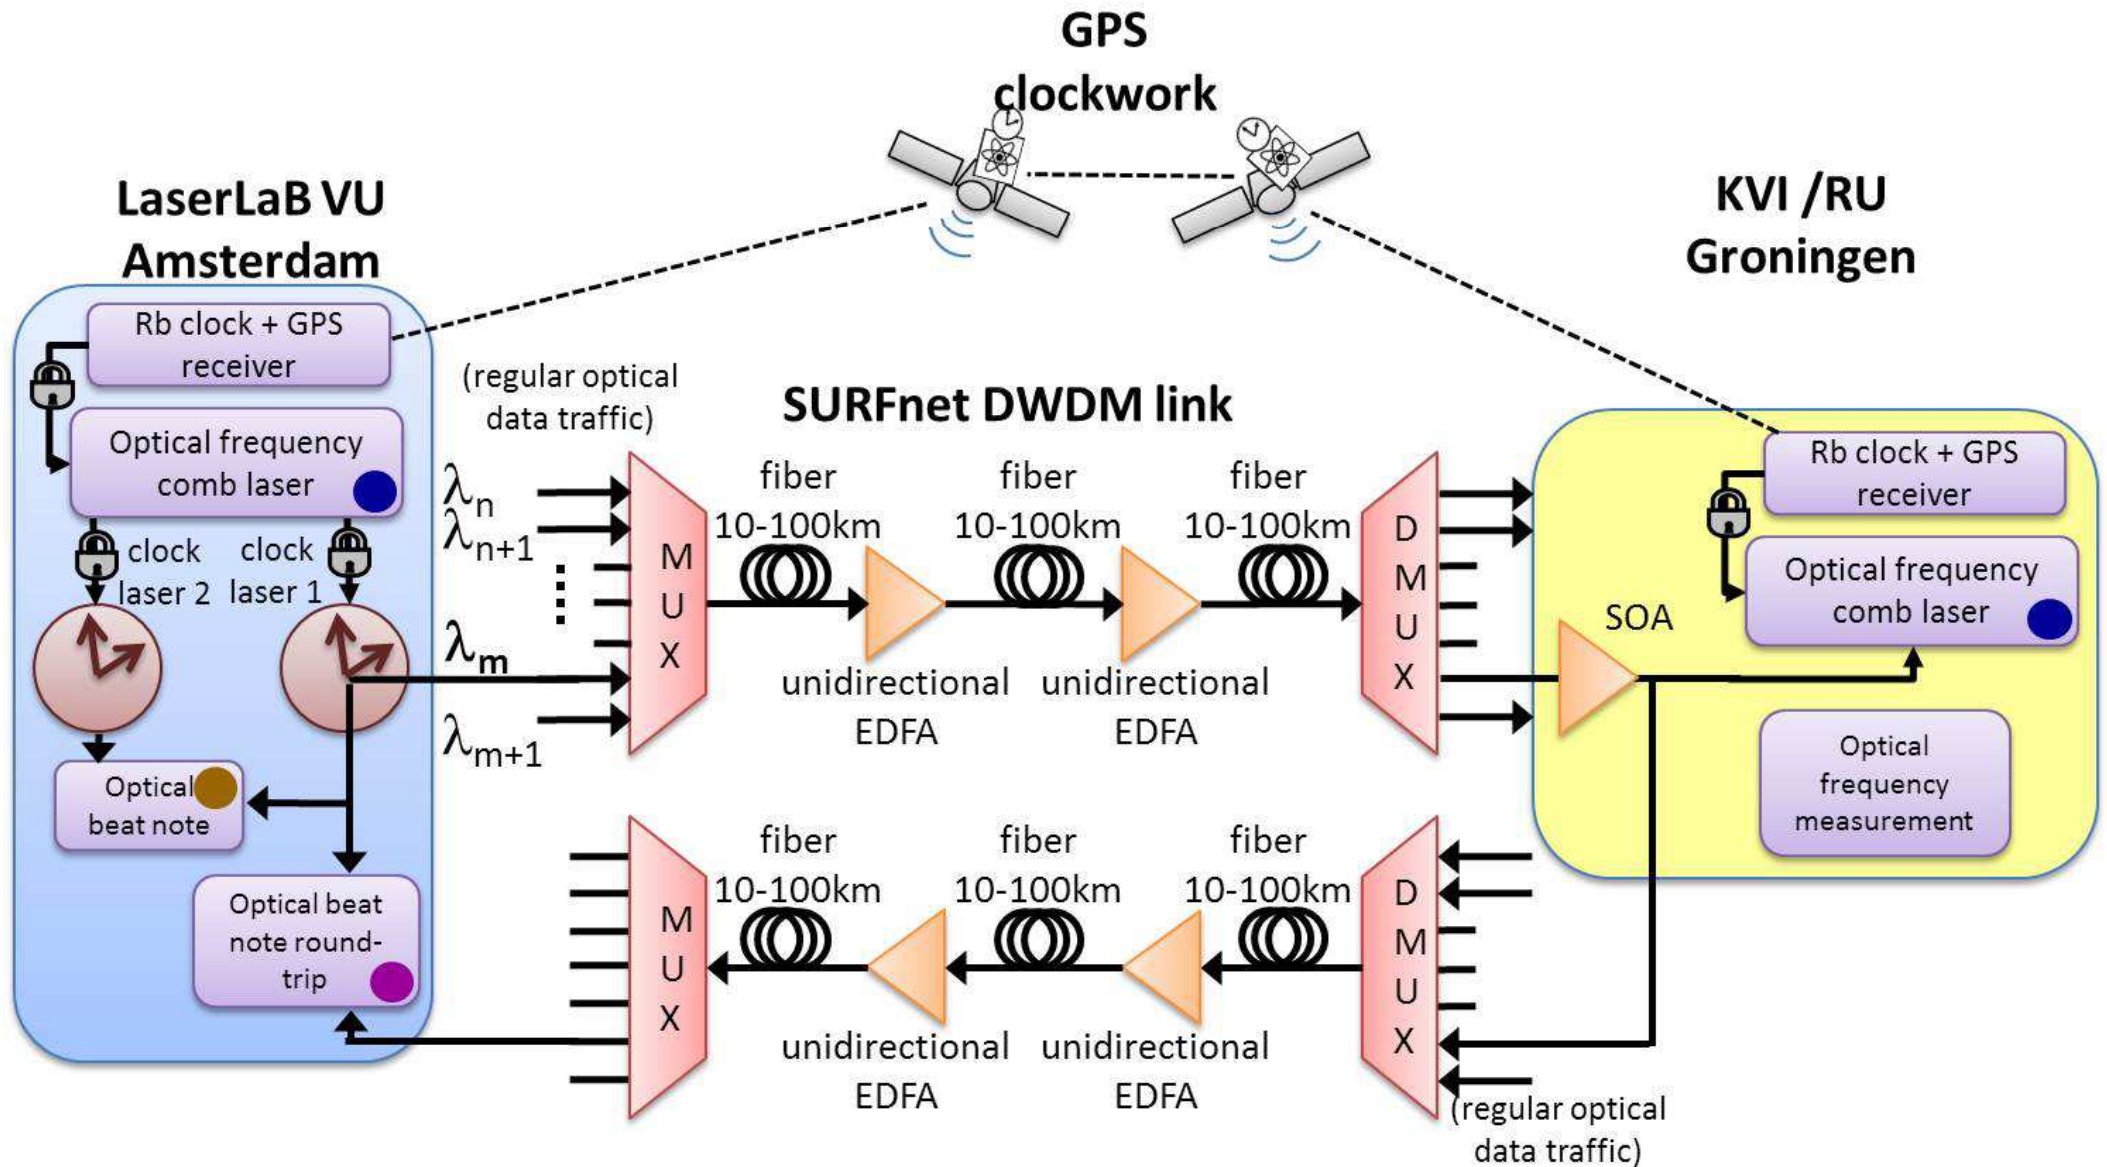 GPS
clockwork
LaserLaB VU
Amsterdam
KVI /RU
Groningen
Rb clock + GPS
receiver
Optical frequency
comb laser
clock
laser 2
clock
laser 1
Optical
beat note
Optical beat
note round-
trip
(regular optical
data traffic)
λn
λn+1
λm
λm+1
SURFnet DWDM link
MUX
fiber
10-100km
fiber
10-100km
fiber
10-100km
unidirectional
EDFA
unidirectional
EDFA
DMUX
SOA
Rb clock + GPS
receiver
Optical frequency
comb laser
Optical
frequency
measurement
MUX
fiber
10-100km
fiber
10-100km
fiber
10-100km
unidirectional
EDFA
unidirectional
EDFA
DMUX
(regular optical
data traffic)